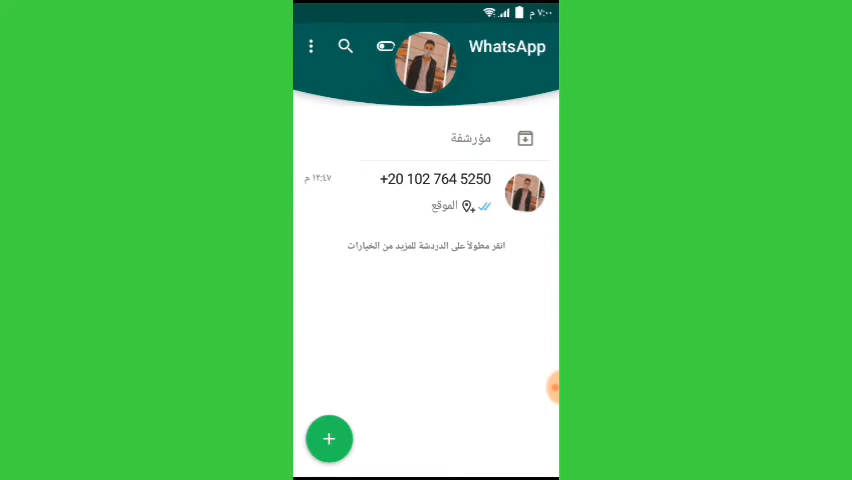 ٧:٠٠ م
WhatsApp
مؤرشفة
+20 102 764 5250
١٢:٤٧ م
الموقع
انقر مطولاً على الدردشة للمزيد من الخيارات